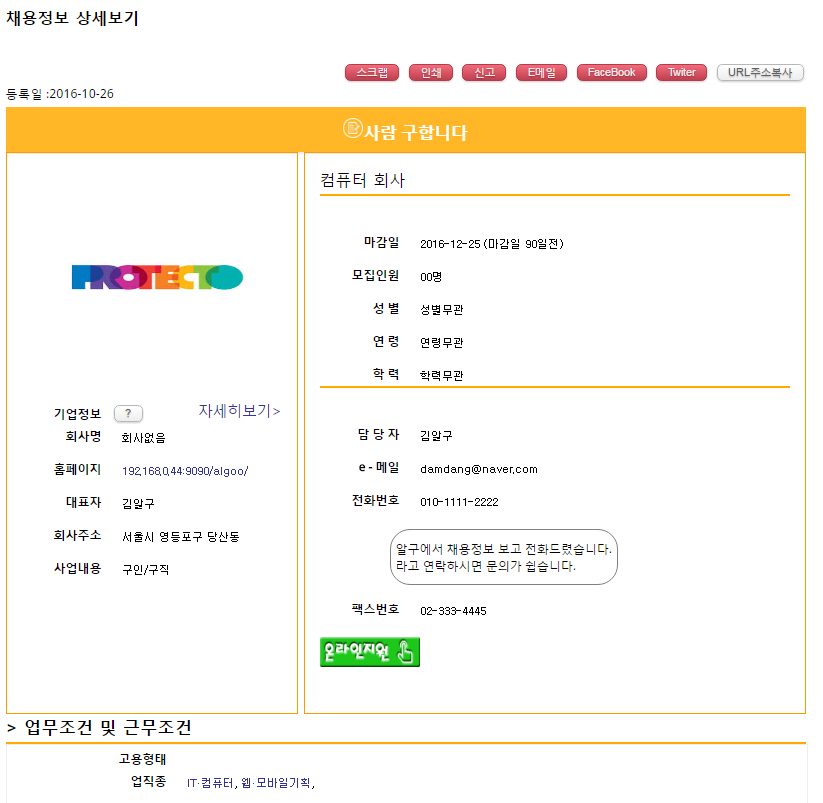 채용정보 상세보기
스크랩 인쇄 신고 E메일 FaceBook Twiter URL주소복사
등록일 :2016-10-26
사람 구합니다
PROTECTO
기업정보 ? 자세히보기>
회사명 회사없음
홈페이지 192.168.0.44:9090/algoo/
대표자 김알구
회사주소 서울시 영등포구 당산동
사업내용 구인/구직
컴퓨터 회사
마감일 2016-12-25 (마감일 90일전)
모집인원 00명
성 별 성별무관
연 령 연령무관
학 력 학력무관
담 당 자 김알구
e - 메일 damdang@naver.com
전화번호 010-1111-2222
알구에서 채용정보 보고 전화드렸습니다.
라고 연락하시면 문의가 쉽습니다.
팩스번호 02-333-4445
온라인지원
> 업무조건 및 근무조건
고용형태
업직종 IT·컴퓨터, 웹·모바일기획,